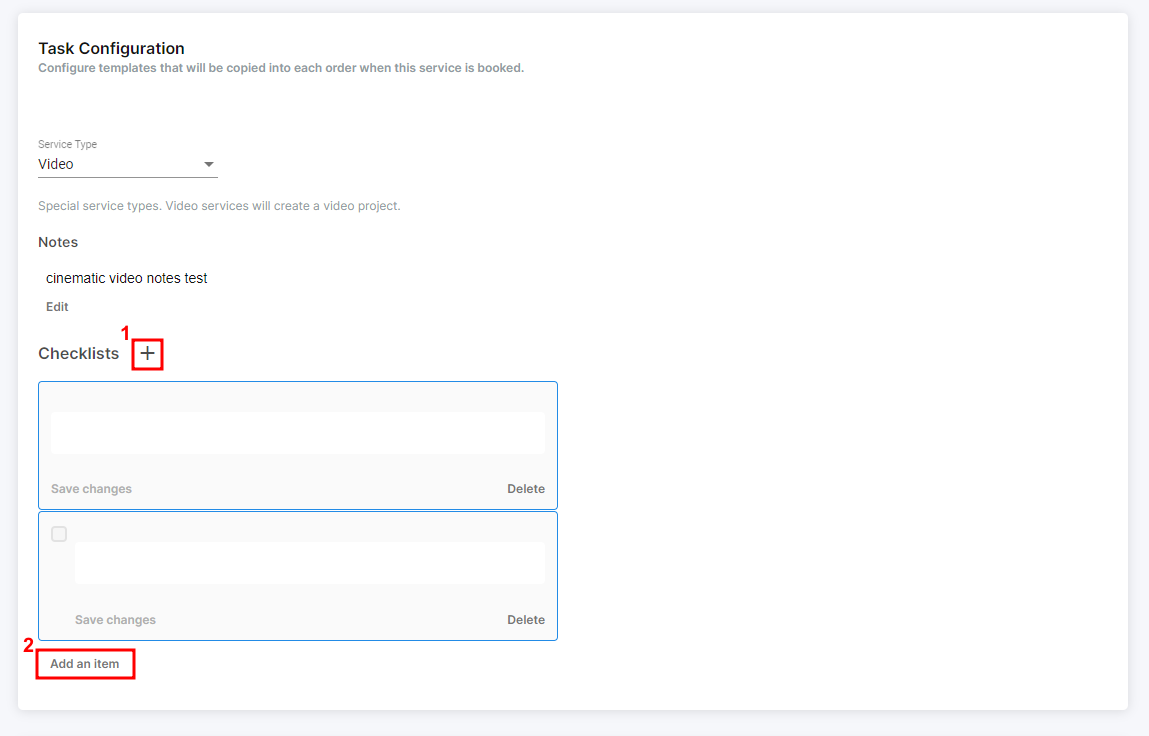 Task Configuration
Configure templates that will be copied into each order when this service is booked.
Service Type
Video
Special service types. Video services will create a video project.
Notes
cinematic video notes test
Edit
1
Checklists +
Save changes Delete
Save changes Delete
2
Add an item